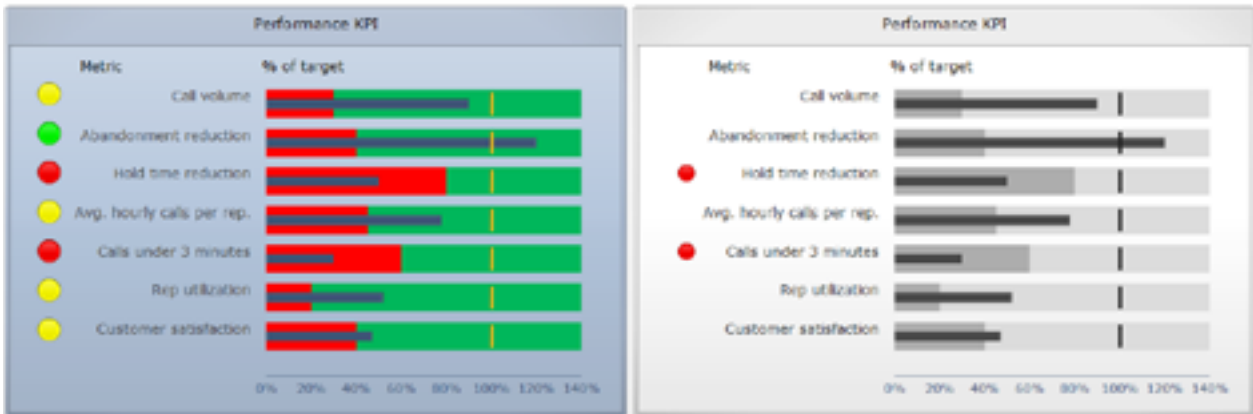 Performance KPI
Metric % of target
Call volume
Abandonment reduction
Hold time reduction
Avg. hourly calls per rep.
Calls under 3 minutes
Rep utilization
Customer satisfaction
0% 20% 40% 60% 80% 100% 120% 140%
Performance KPI
Metric % of target
Call volume
Abandonment reduction
Hold time reduction
Avg. hourly calls per rep.
Calls under 3 minutes
Rep utilization
Customer satisfaction
0% 20% 40% 60% 80% 100% 120% 140%